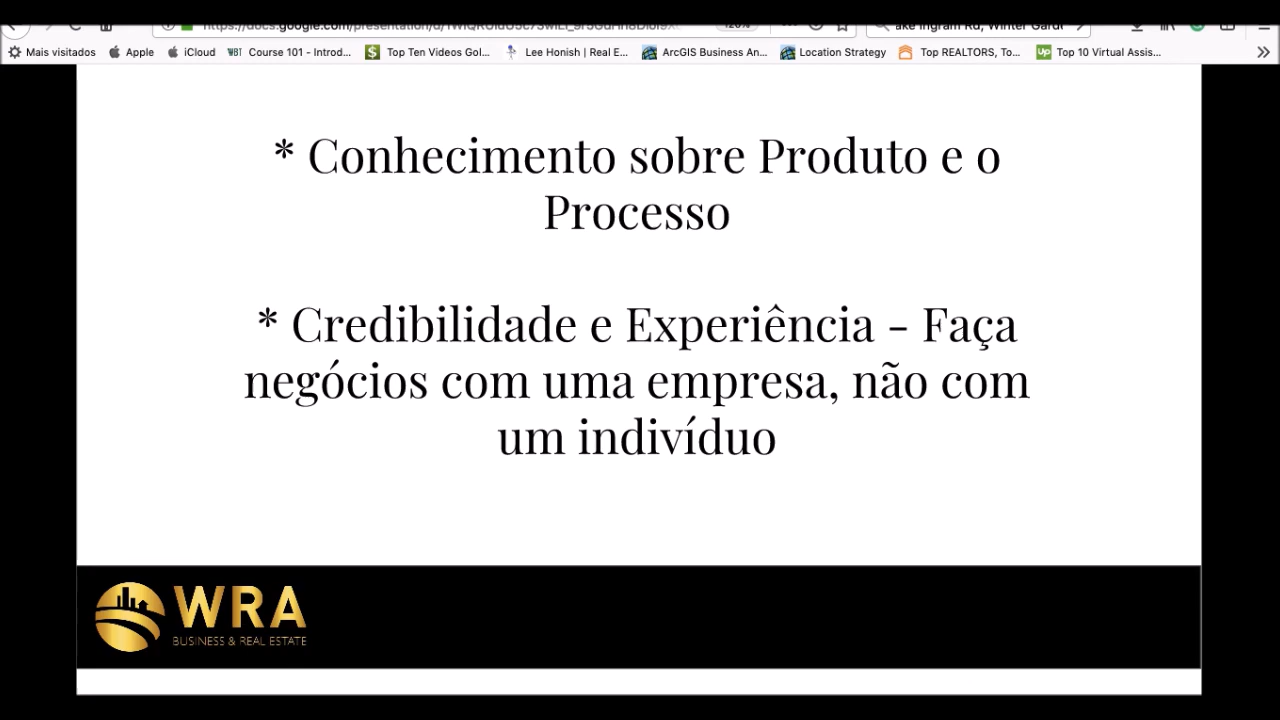 Mais visitados Apple iCloud WBT Course 101 - Introd... Top Ten Videos Gol... Lee Honish | Real E... ArcGIS Business An... Location Strategy Top REALTORS, To... Up Top 10 Virtual Assis...
* Conhecimento sobre Produto e o
Processo
* Credibilidade e Experiência - Faça
negócios com uma empresa, não com
um indivíduo
WRA
BUSINESS & REAL ESTATE